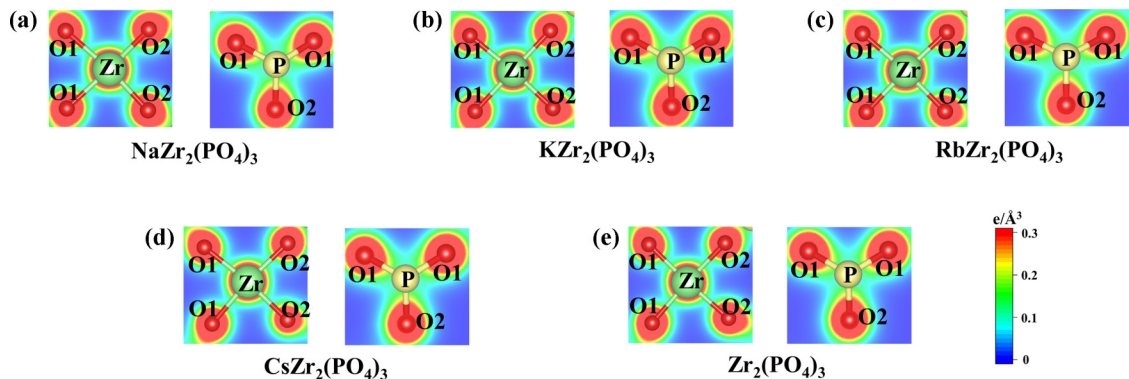 (a)
O1 O2 Zr O1 O2
O1 P O1 O2
NaZr₂(PO₄)₃
(b)
O1 O2 Zr O1 O2
O1 P O1 O2
KZr₂(PO₄)₃
(c)
O1 O2 Zr O1 O2
O1 P O1 O2
RbZr₂(PO₄)₃
(d)
O1 O2 Zr O1 O2
O1 P O1 O2
CsZr₂(PO₄)₃
(e)
O1 O2 Zr O1 O2
O1 P O1 O2
Zr₂(PO₄)₃
e/Å³
0.3
0.2
0.1
0